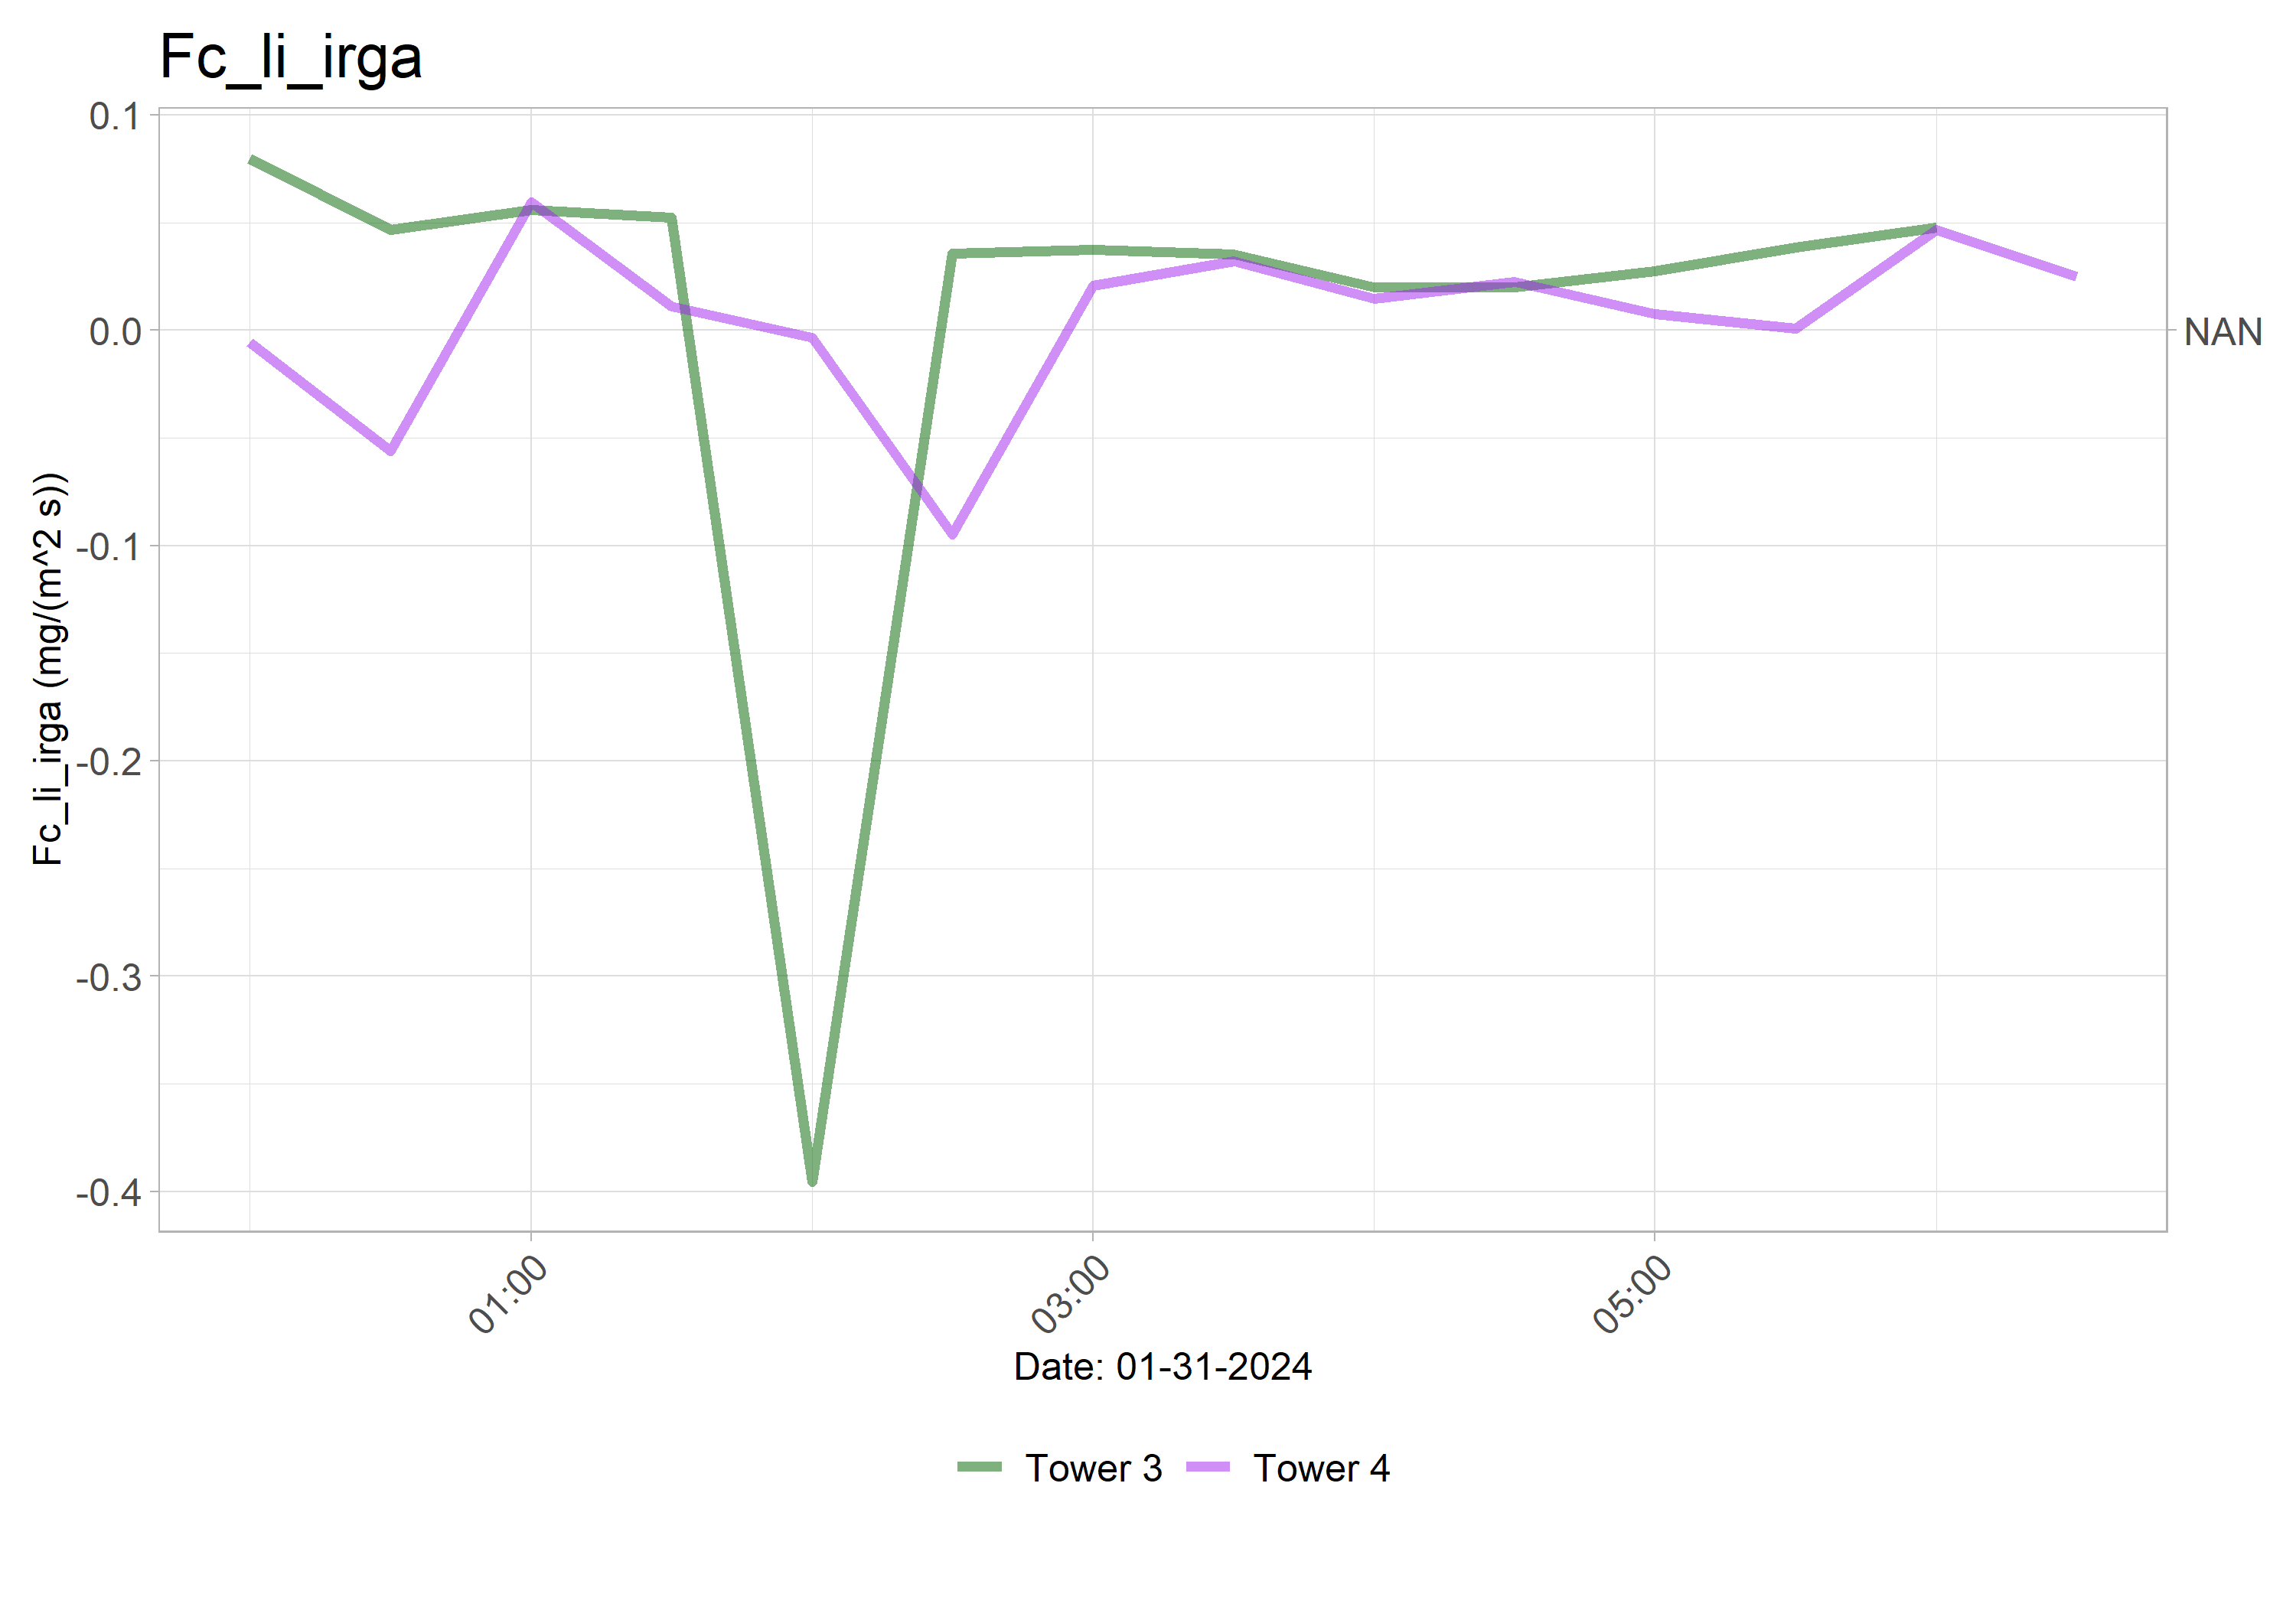 Fc_li_irga
0.1
0.0
-0.1
-0.2
-0.3
-0.4
NAN
Fc_li_irga (mg/(m^2 s))
01:00
03:00
05:00
Date: 01-31-2024
Tower 3
Tower 4